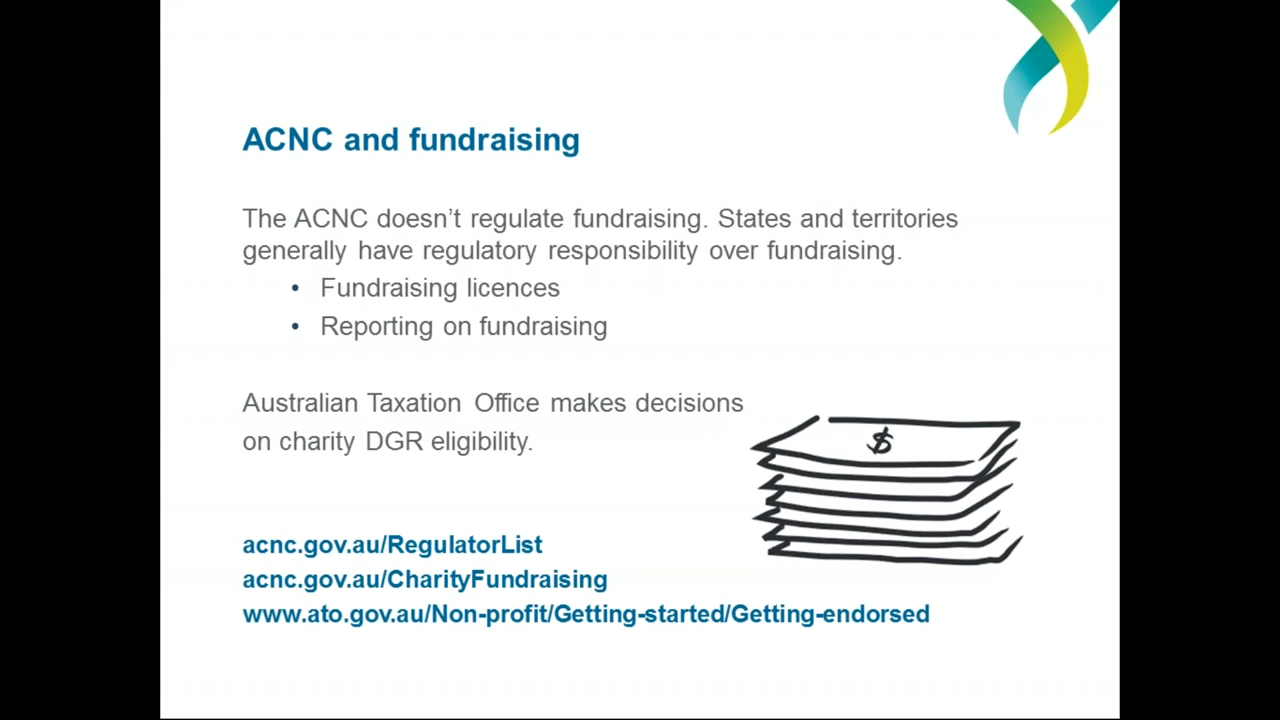 ACNC and fundraising
The ACNC doesn’t regulate fundraising. States and territories
generally have regulatory responsibility over fundraising.
• Fundraising licences
• Reporting on fundraising
Australian Taxation Office makes decisions
on charity DGR eligibility.
$
acnc.gov.au/RegulatorList
acnc.gov.au/CharityFundraising
www.ato.gov.au/Non-profit/Getting-started/Getting-endorsed